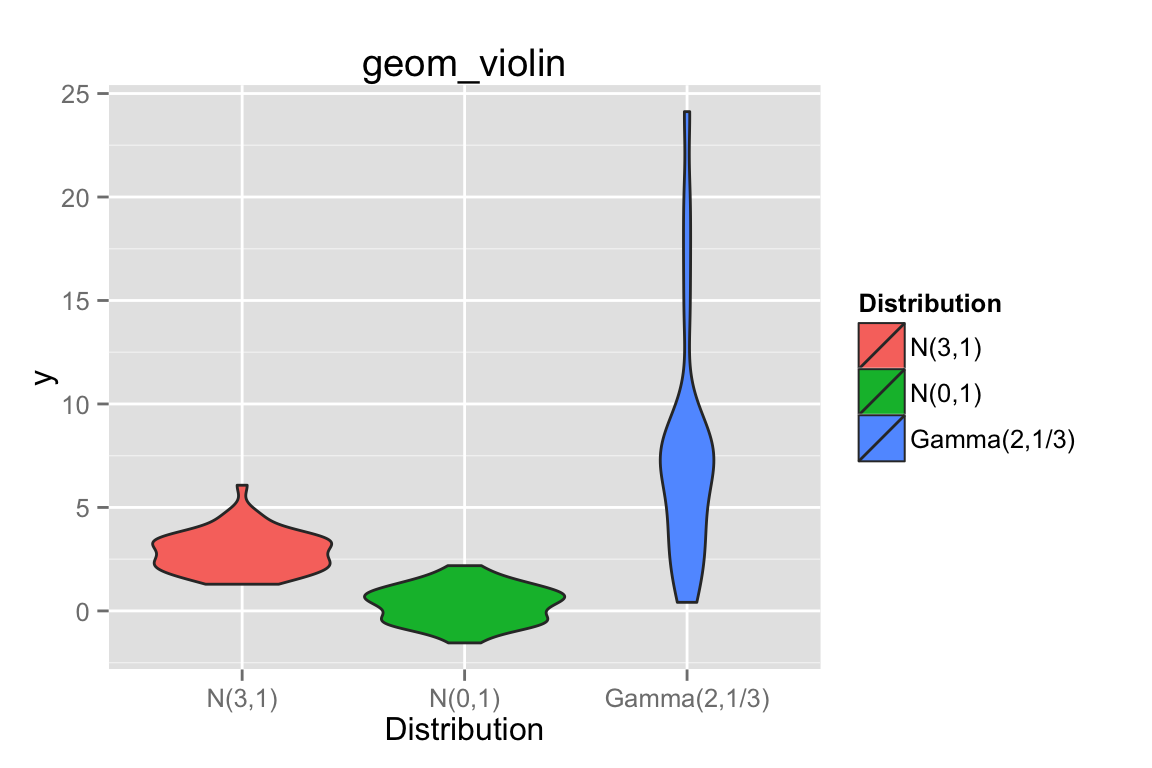 geom_violin
25
20
15
10
5
0
y
N(3,1) N(0,1) Gamma(2,1/3)
Distribution
Distribution
N(3,1)
N(0,1)
Gamma(2,1/3)